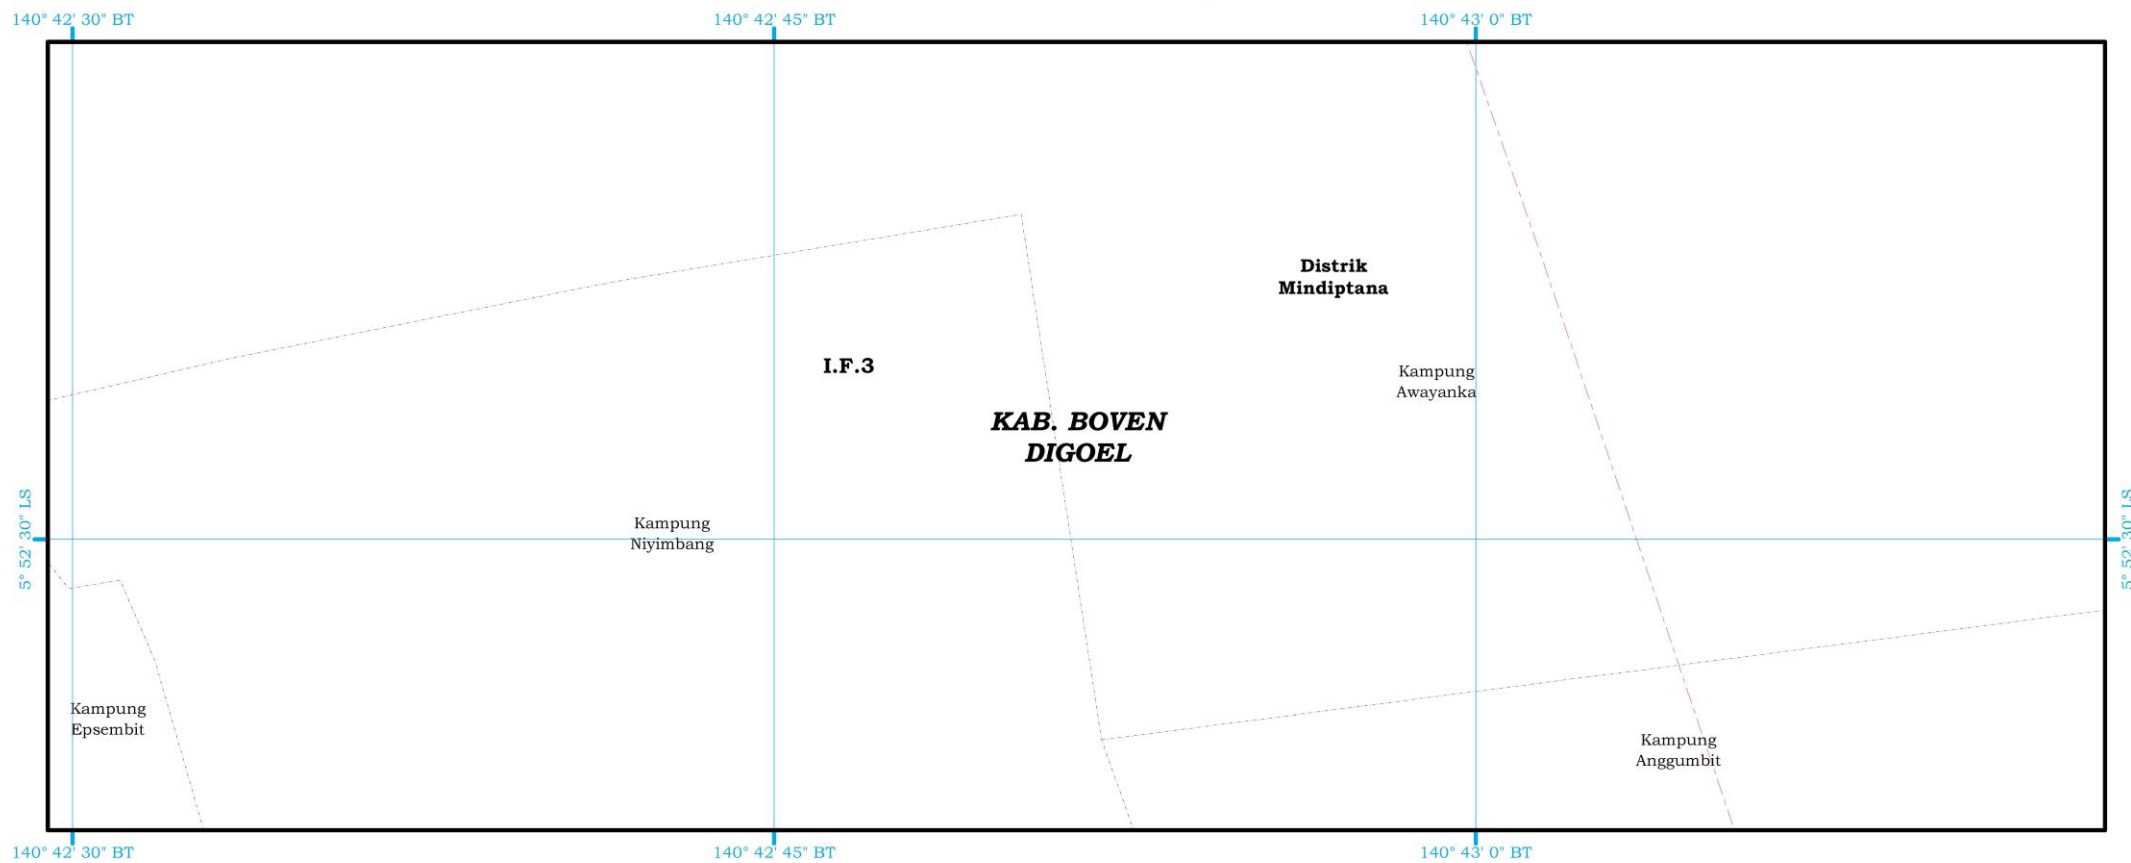 140° 42' 30" BT
140° 42' 45" BT
140° 43' 0" BT
Distrik
Mindiptana
I.F.3
Kampung
Awayanka
KAB. BOVEN
DIGOEL
5° 52' 30" LS
Kampung
Niyimbang
5° 52' 30" LS
Kampung
Epsembit
Kampung
Anggumbit
140° 42' 30" BT
140° 42' 45" BT
140° 43' 0" BT